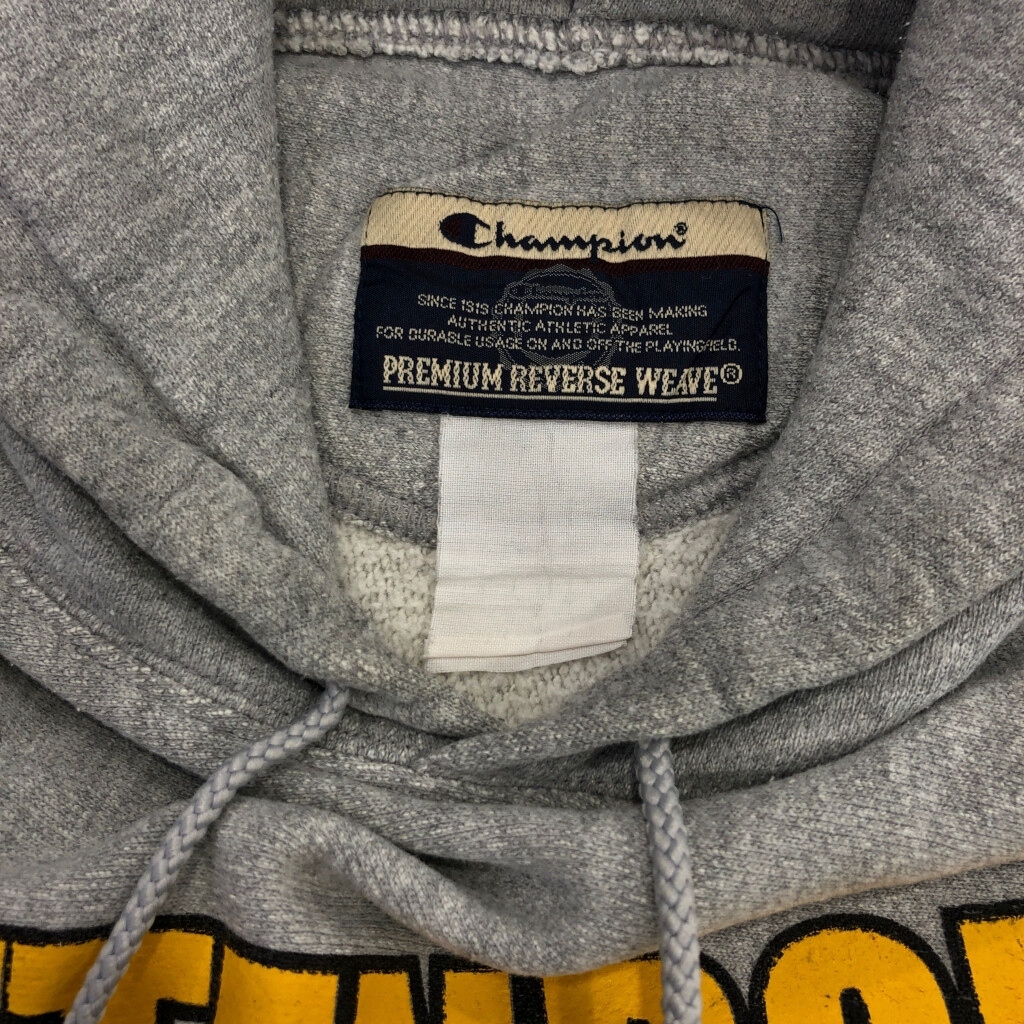 Champion®
SINCE 1919 CHAMPION HAS BEEN MAKING
AUTHENTIC ATHLETIC APPAREL
FOR DURABLE USAGE ON AND OFF THE PLAYINGFIELD.
PREMIUM REVERSE WEAVE®